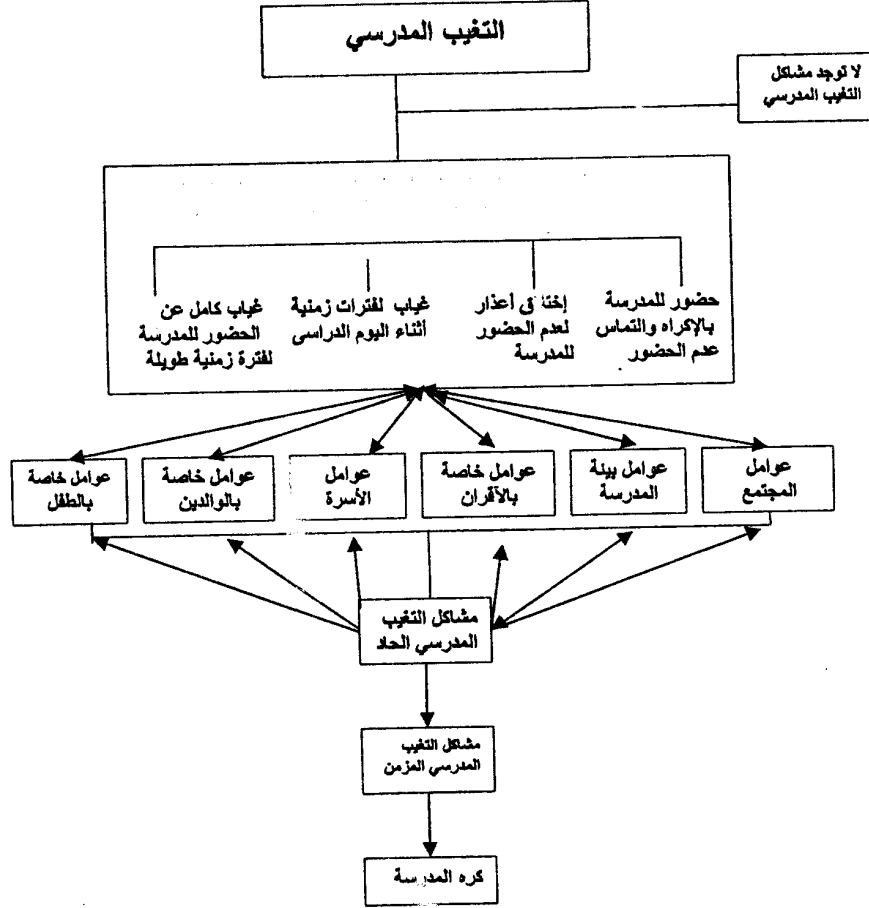 التغيب المدرسي
لا توجد مشاكل
التغيب المدرسي
حضور للمدرسة
بالإكراه والتماس
عدم الحضور
أعذار
لعدم الحضور
للمدرسة
غياب لفترات زمنية
أثناء اليوم الدراسى
غياب كامل عن
الحضور للمدرسة
لفترة زمنية طويلة
عوامل
المجتمع
عوامل بيئة
المدرسة
عوامل خاصة
بالأقران
عوامل
الأسرة
عوامل خاصة
بالوالدين
عوامل خاصة
بالطفل
مشاكل التغيب
المدرسي الحاد
مشاكل التغيب
المدرسي المزمن
كره المدرسة